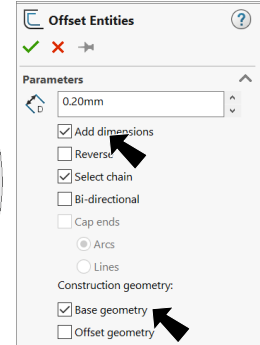 Offset Entities
?
Parameters
D
0.20mm
Add dimensions
Reverse
Select chain
Bi-directional
Cap ends
Arcs
Lines
Construction geometry:
Base geometry
Offset geometry